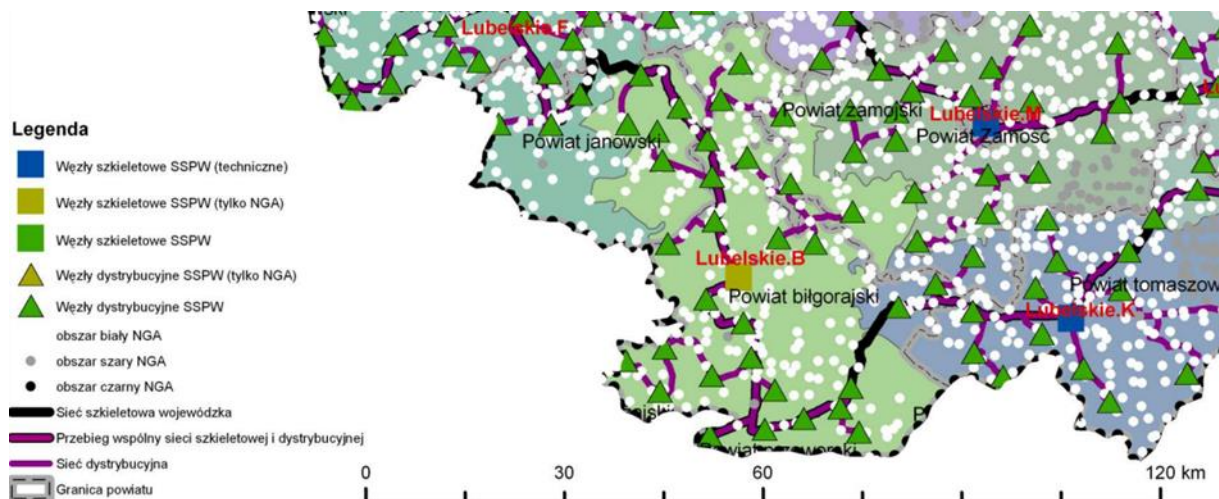 Lubelskie.F
Powiat zamojski
Lubelskie.M
Powiat Zamość
Powiat janowski
Legenda
Węzły szkieletowe SSPW (techniczne)
Węzły szkieletowe SSPW (tylko NGA)
Węzły szkieletowe SSPW
Węzły dystrybucyjne SSPW (tylko NGA)
Węzły dystrybucyjne SSPW
obszar biały NGA
obszar szary NGA
obszar czarny NGA
Sieć szkieletowa wojewódzka
Przebieg wspólny sieci szkieletowej i dystrybucyjnej
Sieć dystrybucyjna
Granica powiatu
Lubelskie.B
Powiat biłgorajski
Powiat tomaszow
Lubelskie.K
0 30 60 120 km